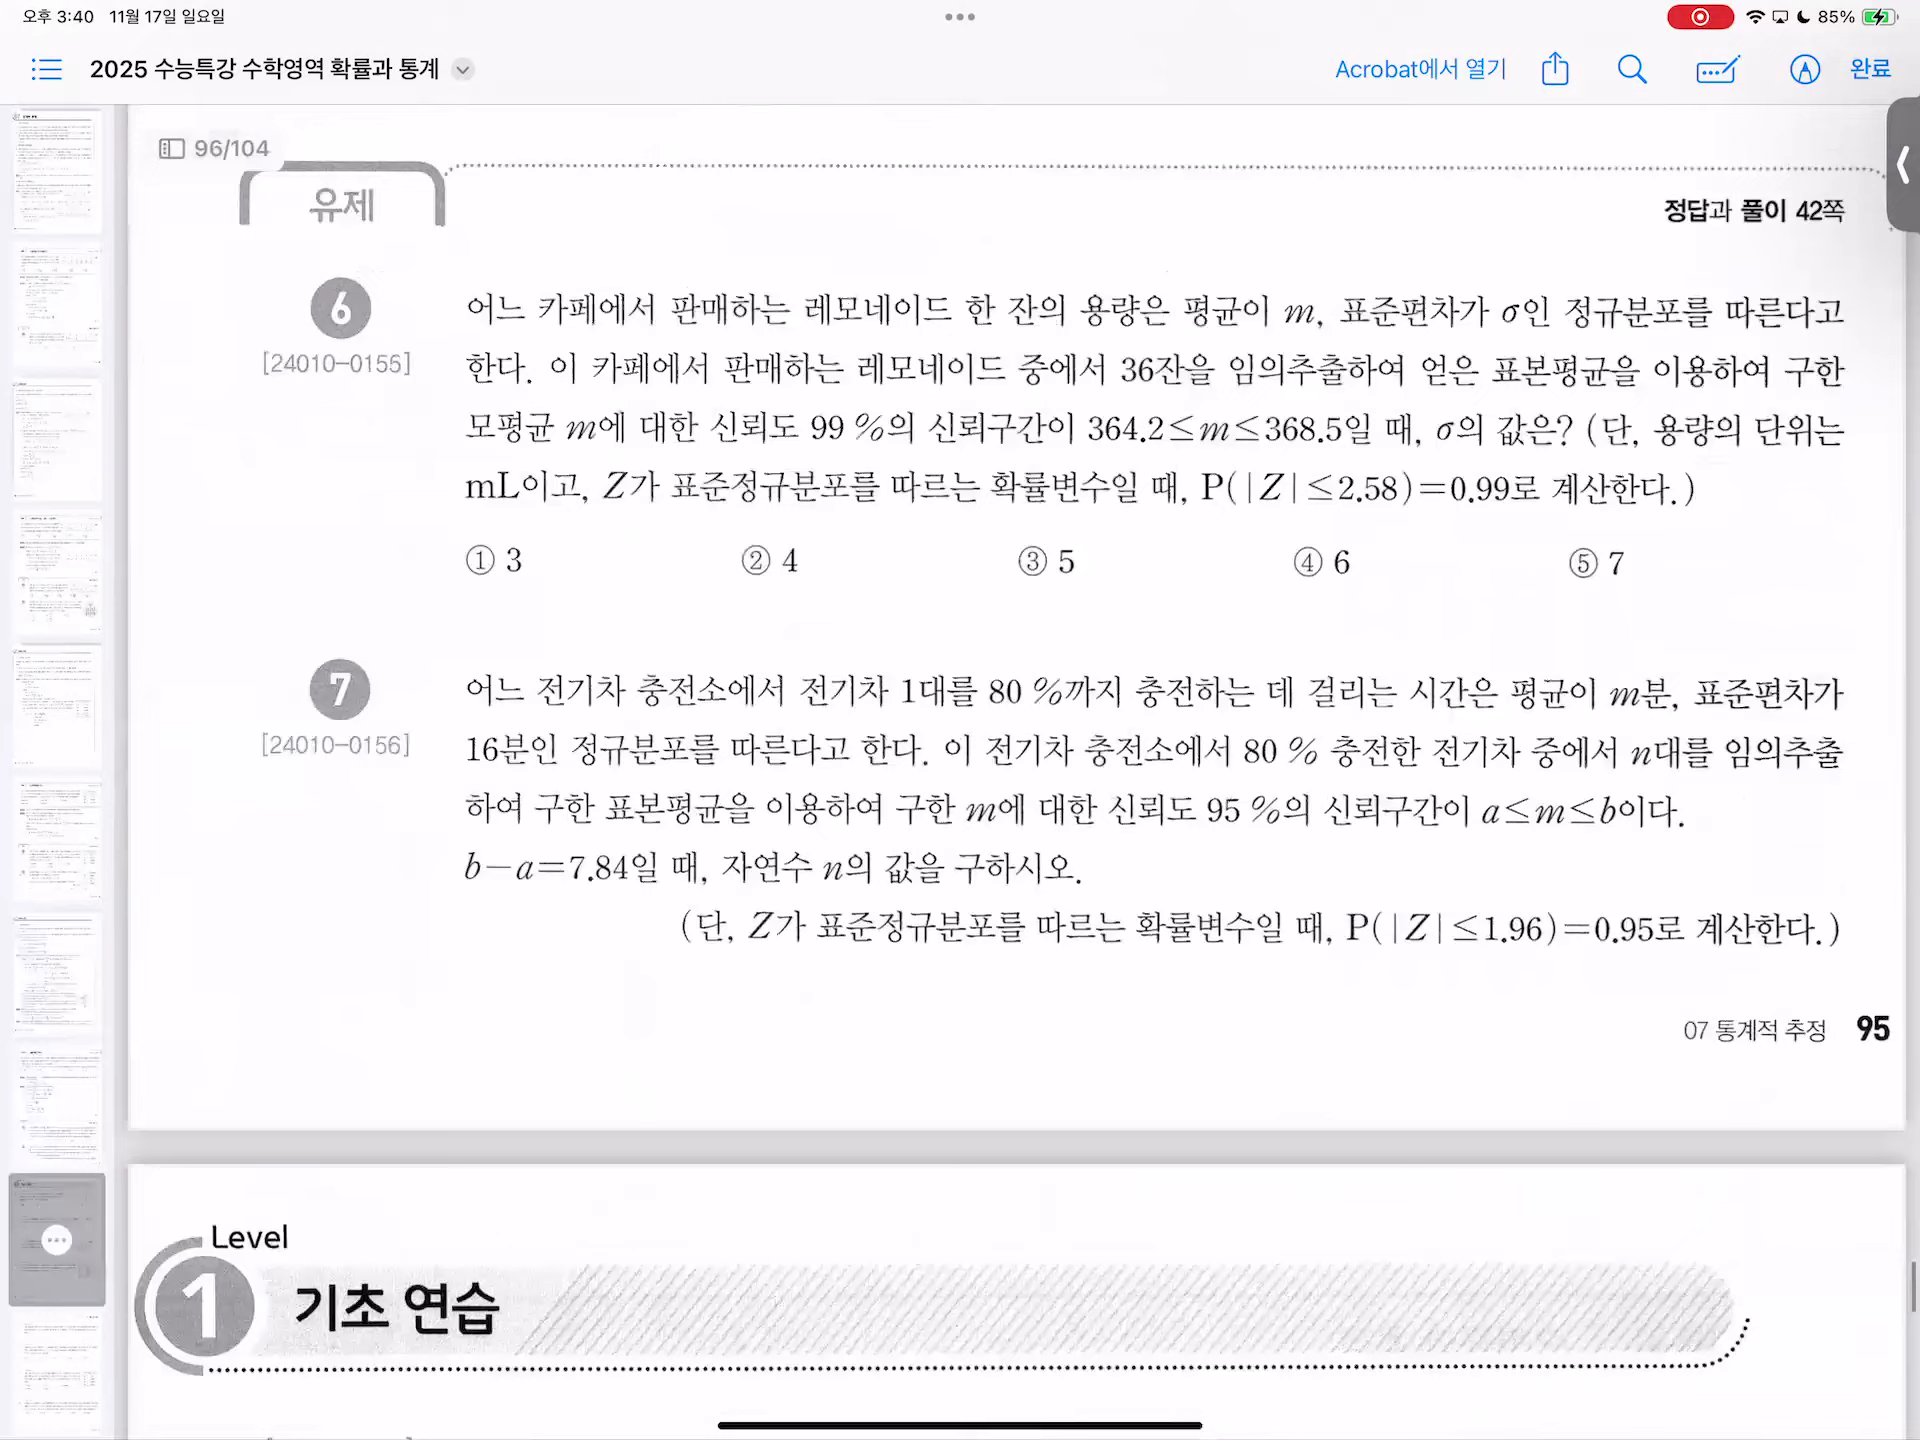 오후 3:40 11월 17일 일요일
85%
2025 수능특강 수학영역 확률과 통계
Acrobat에서 열기
완료
96/104
유제
정답과 풀이 42쪽
6
[24010-0155]
어느 카페에서 판매하는 레모네이드 한 잔의 용량은 평균이 m, 표준편차가 σ인 정규분포를 따른다고
한다. 이 카페에서 판매하는 레모네이드 중에서 36잔을 임의추출하여 얻은 표본평균을 이용하여 구한
모평균 m에 대한 신뢰도 99 %의 신뢰구간이 364.2≤m≤368.5일 때, σ의 값은? (단, 용량의 단위는
mL이고, Z가 표준정규분포를 따르는 확률변수일 때, P(|Z|≤2.58)=0.99로 계산한다.)
① 3 ② 4 ③ 5 ④ 6 ⑤ 7
7
[24010-0156]
어느 전기차 충전소에서 전기차 1대를 80 %까지 충전하는 데 걸리는 시간은 평균이 m분, 표준편차가
16분인 정규분포를 따른다고 한다. 이 전기차 충전소에서 80 % 충전한 전기차 중에서 n대를 임의추출
하여 구한 표본평균을 이용하여 구한 m에 대한 신뢰도 95 %의 신뢰구간이 a≤m≤b이다.
b-a=7.84일 때, 자연수 n의 값을 구하시오.
(단, Z가 표준정규분포를 따르는 확률변수일 때, P(|Z|≤1.96)=0.95로 계산한다.)
07 통계적 추정 95
Level
1 기초 연습